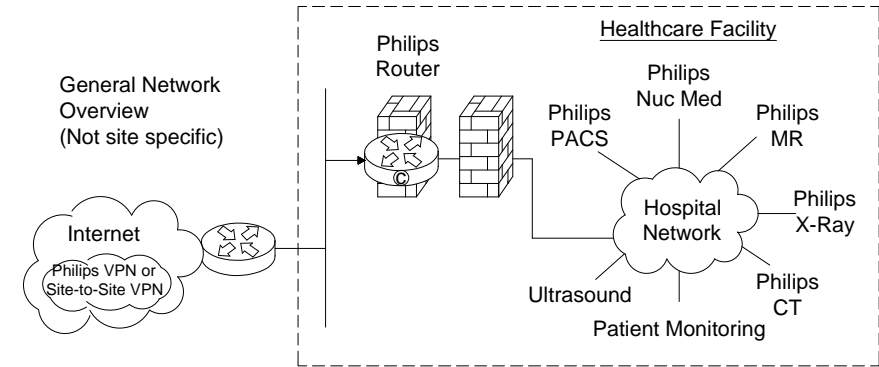 Healthcare Facility
General Network
Overview
(Not site specific)
Philips
Router
Philips
Nuc Med
Philips
PACS
Philips
MR
Hospital
Network
Philips
X-Ray
Philips
CT
Ultrasound
Patient Monitoring
Internet
Philips VPN or
Site-to-Site VPN
C